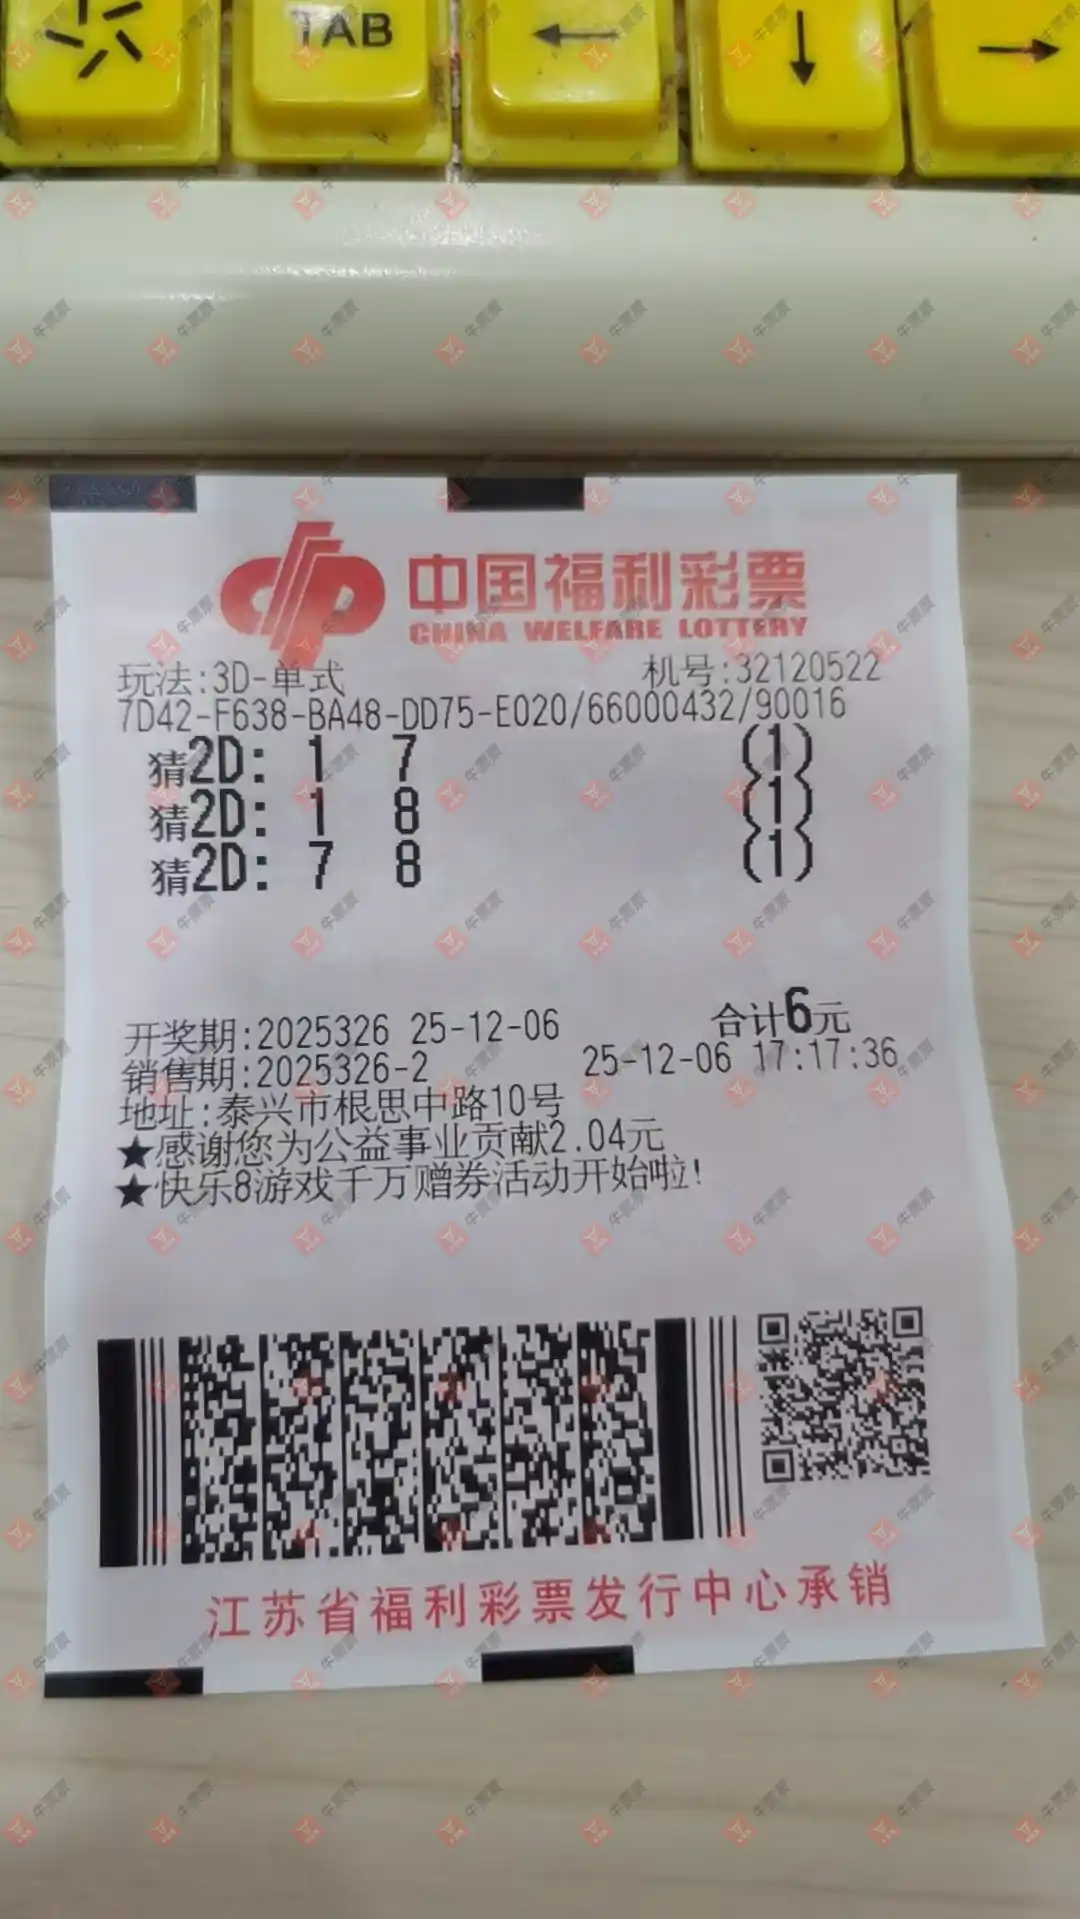 TAB
中国福利彩票
CHINA WELFARE LOTTERY
玩法:3D-单式 机号:32120522
7D42-F638-BA48-DD75-E020/66000432/90016
猜2D: 1 7 (1)
猜2D: 1 8 (1)
猜2D: 7 8 (1)
合计6元
开奖期:2025326 25-12-06
销售期:2025326-2 25-12-06 17:17:36
地址:泰兴市根思中路10号
★感谢您为公益事业贡献2.04元
★快乐8游戏千万赠券活动开始啦!
江苏省福利彩票发行中心承销